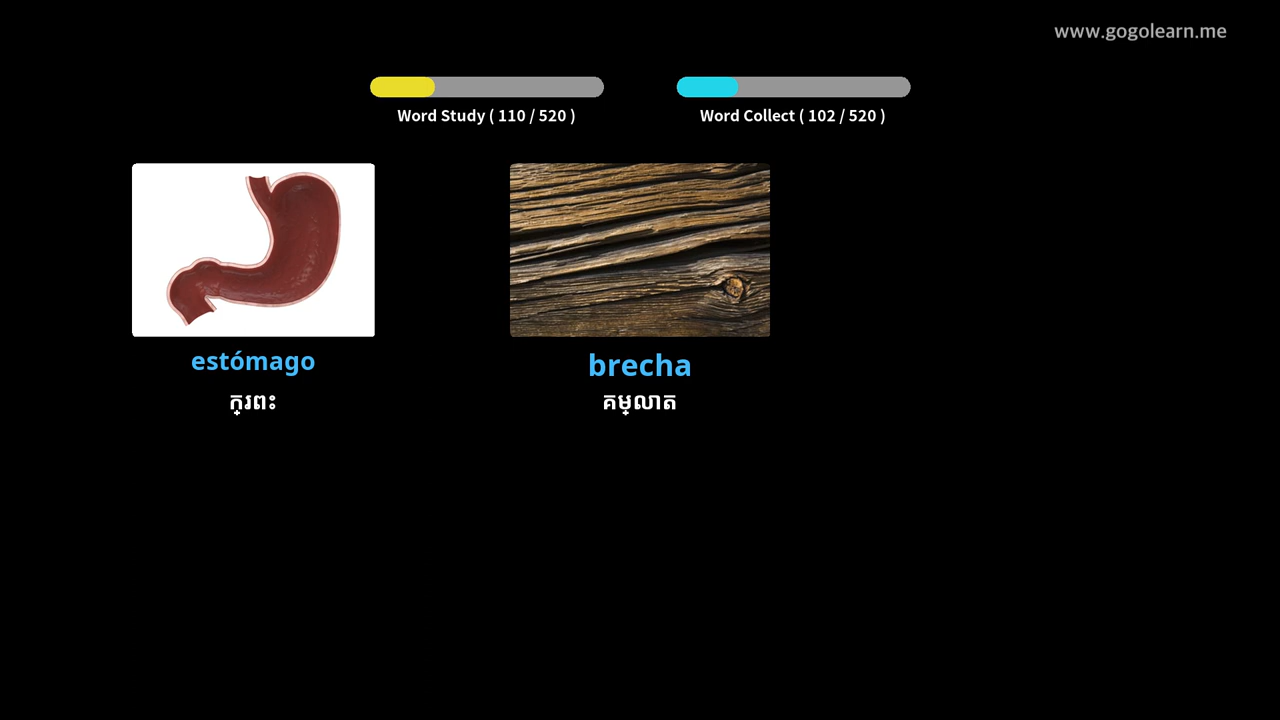 www.gogolearn.me
Word Study ( 110 / 520 )
Word Collect ( 102 / 520 )
estómago
ក្រពះ
brecha
គម្លាត